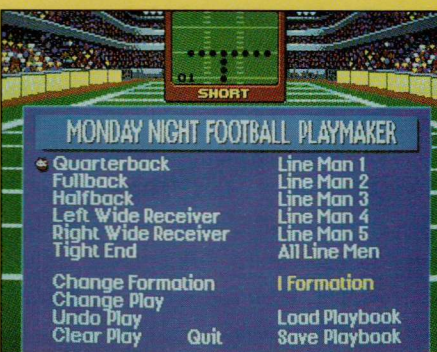 01
SHORT
MONDAY NIGHT FOOTBALL PLAYMAKER
Quarterback Line Man 1
Fullback Line Man 2
Halfback Line Man 3
Left Wide Receiver Line Man 4
Right Wide Receiver Line Man 5
Tight End All Line Men
Change Formation I Formation
Change Play
Undo Play Load Playbook
Clear Play Quit Save Playbook